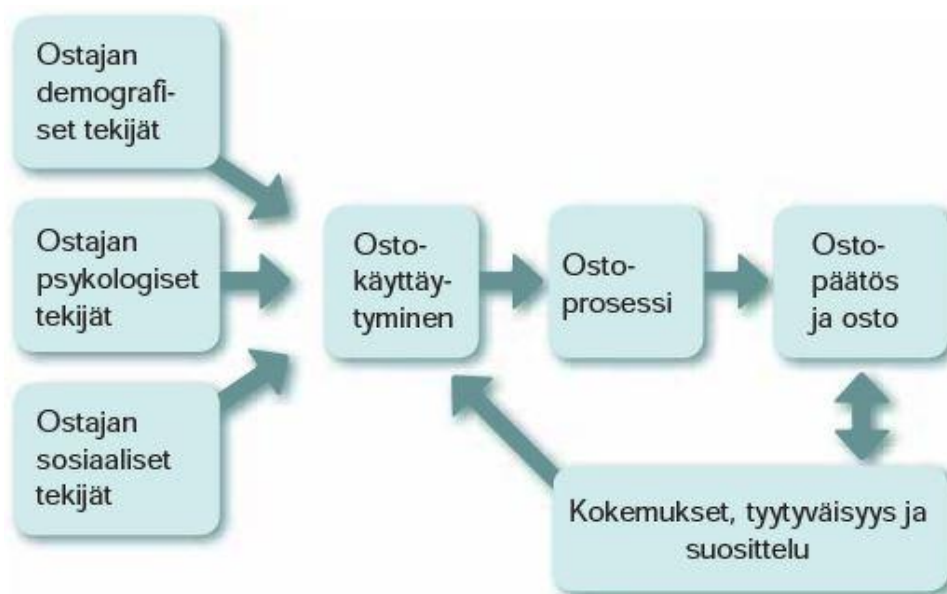 Ostajan
demografi-
set tekijät
Ostajan
psykologiset
tekijät
Ostajan
sosiaaliset
tekijät
Osto-
käyttäy-
tyminen
Osto-
prosessi
Osto-
päätös
ja osto
Kokemukset, tyytyväisyys ja
suosittelu